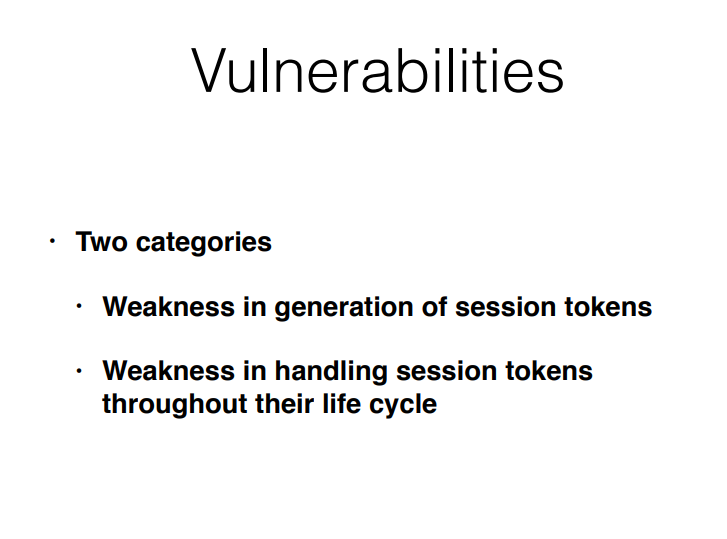 Vulnerabilities
• Two categories
• Weakness in generation of session tokens
• Weakness in handling session tokens
throughout their life cycle